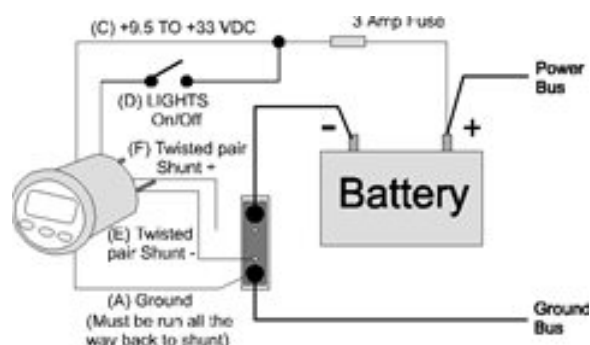 (C) +9.5 TO +33 VDC
3 Amp Fuse
Power
Bus
(D) LIGHTS
On/Off
(F) Twisted pair
Shunt +
-
+
Battery
(E) Twisted
pair Shunt -
(A) Ground
(Must be run all the
way back to shunt)
Ground
Bus